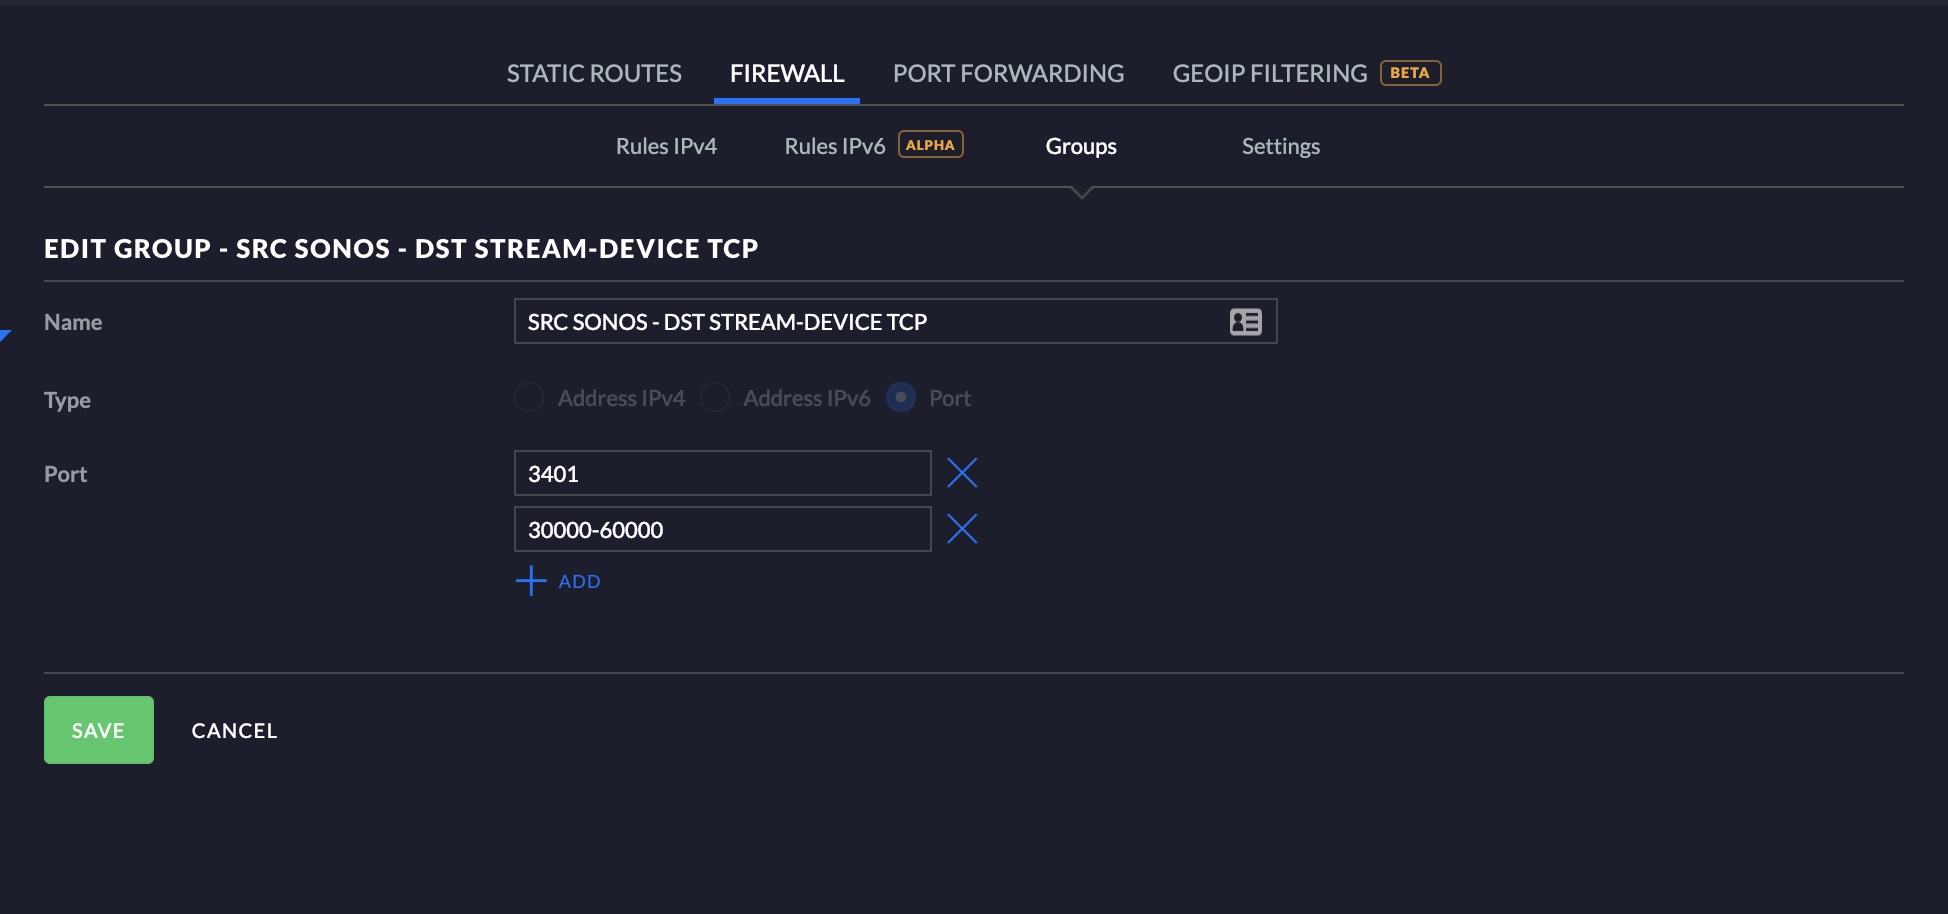 STATIC ROUTES FIREWALL PORT FORWARDING GEOIP FILTERING BETA
Rules IPv4 Rules IPv6 ALPHA Groups Settings
EDIT GROUP - SRC SONOS - DST STREAM-DEVICE TCP
Name SRC SONOS - DST STREAM-DEVICE TCP
Type Address IPv4 Address IPv6 Port
Port 3401
30000-60000
ADD
SAVE CANCEL